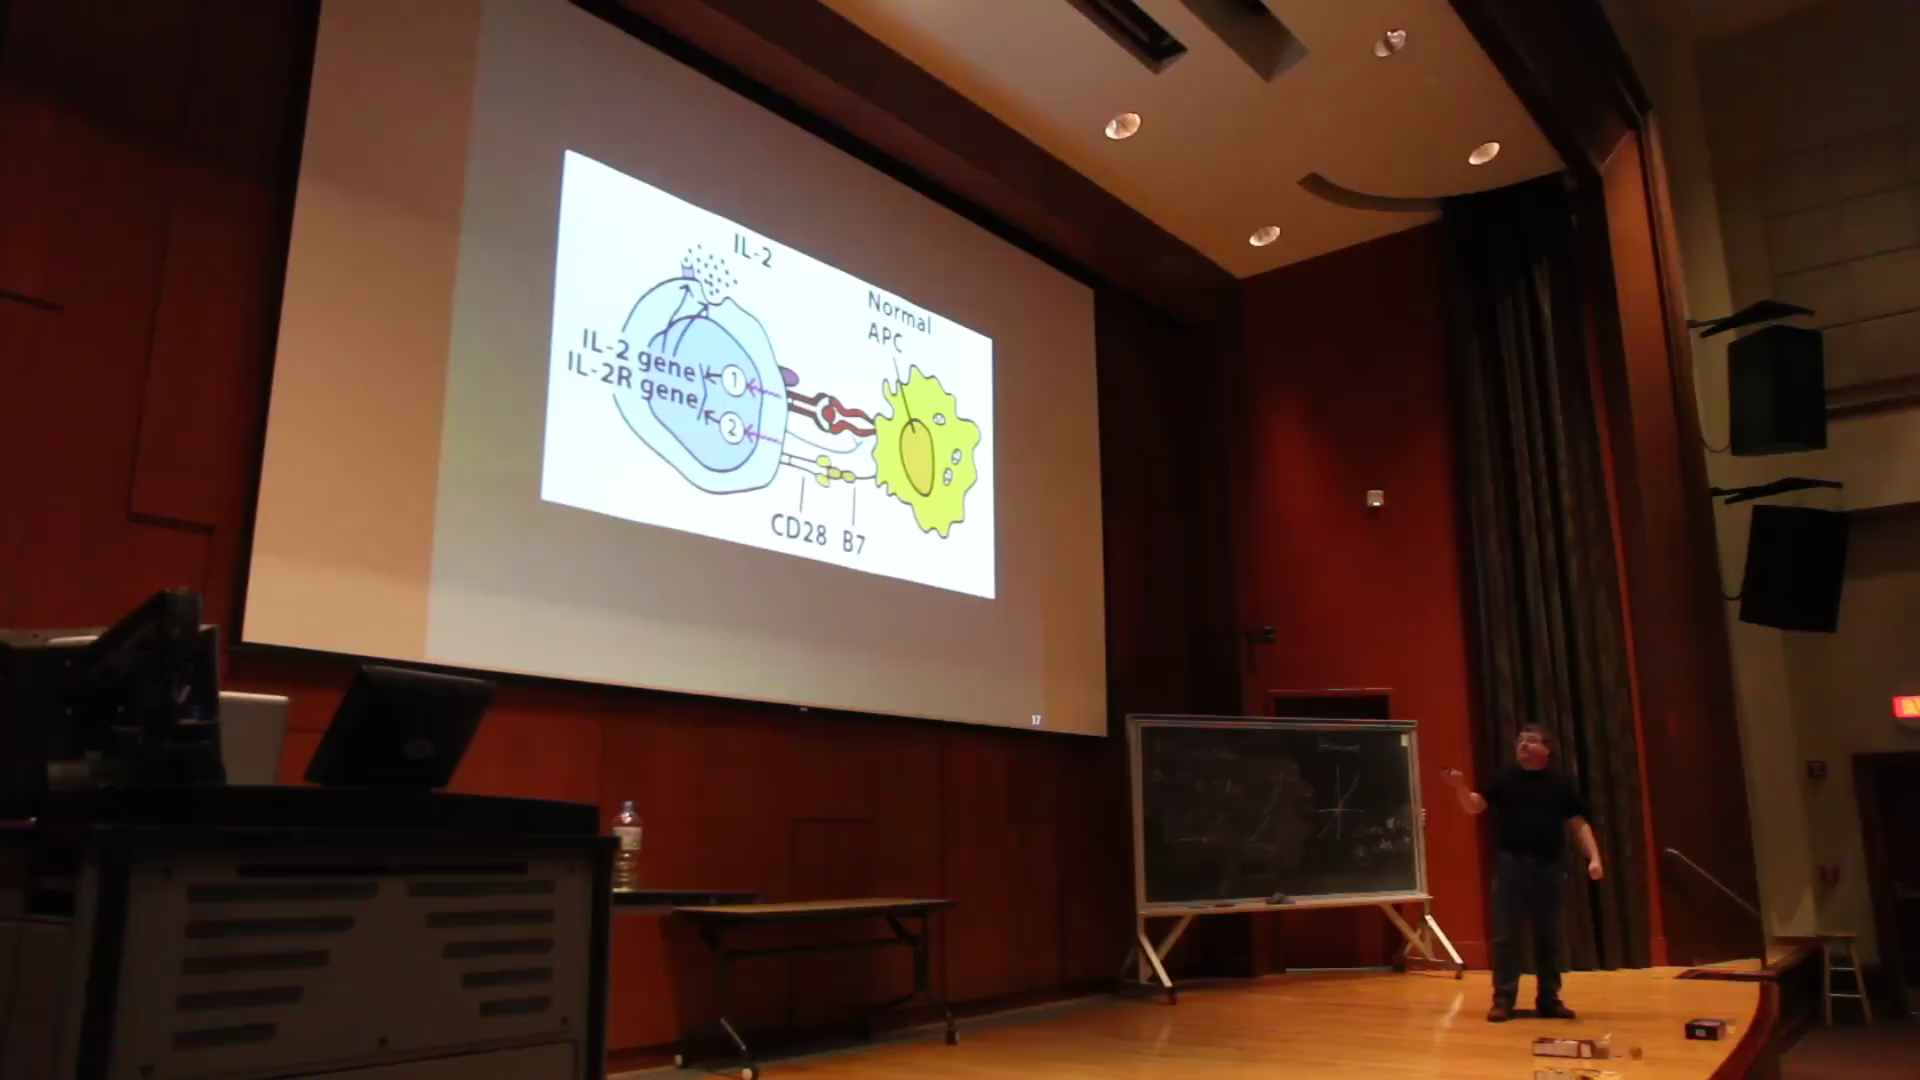 IL-2
Normal
APC
IL-2 gene
IL-2R gene
1
2
CD28 B7
17